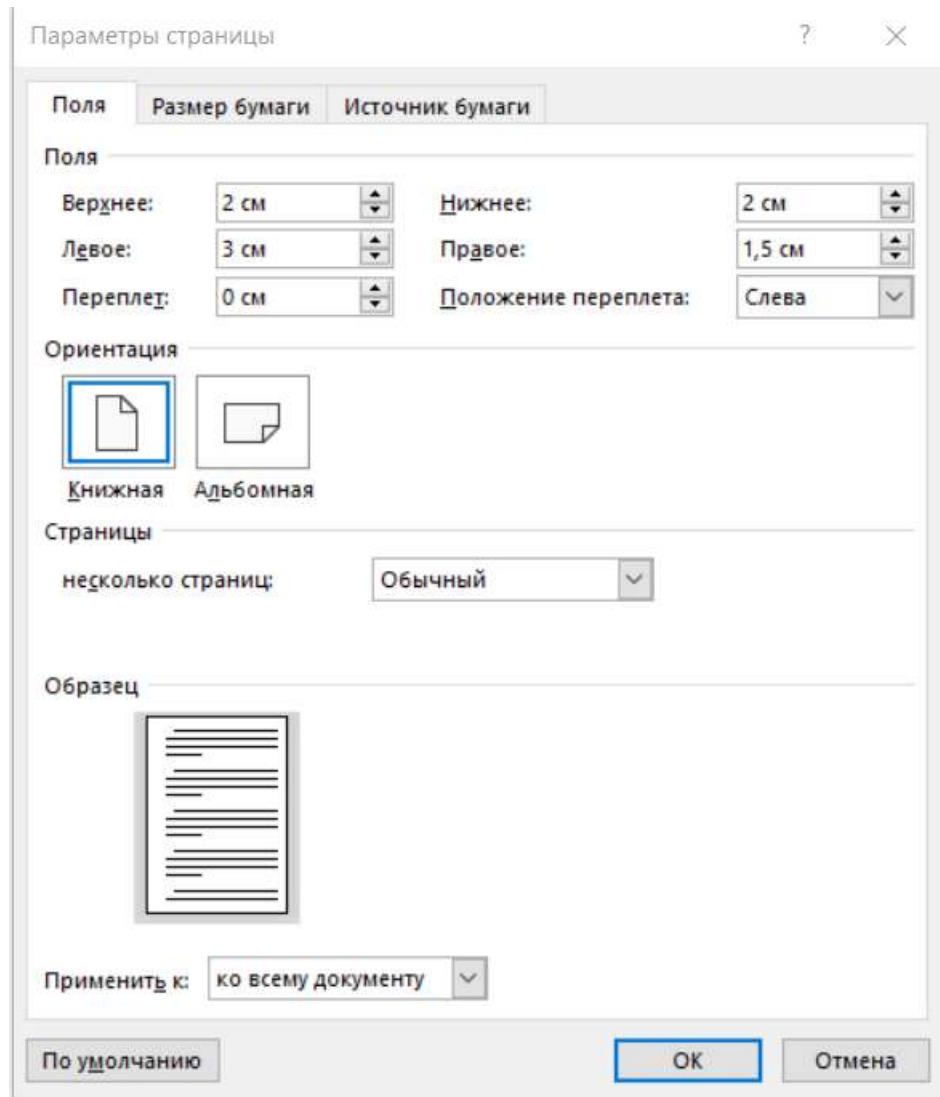 Параметры страницы ? ×
Поля Размер бумаги Источник бумаги
Поля
Верхнее: 2 см Нижнее: 2 см
Левое: 3 см Правое: 1,5 см
Переплет: 0 см Положение переплета: Слева
Ориентация
Книжная Альбомная
Страницы
несколько страниц: Обычный
Образец
Применить к: ко всему документу
По умолчанию ОК Отмена